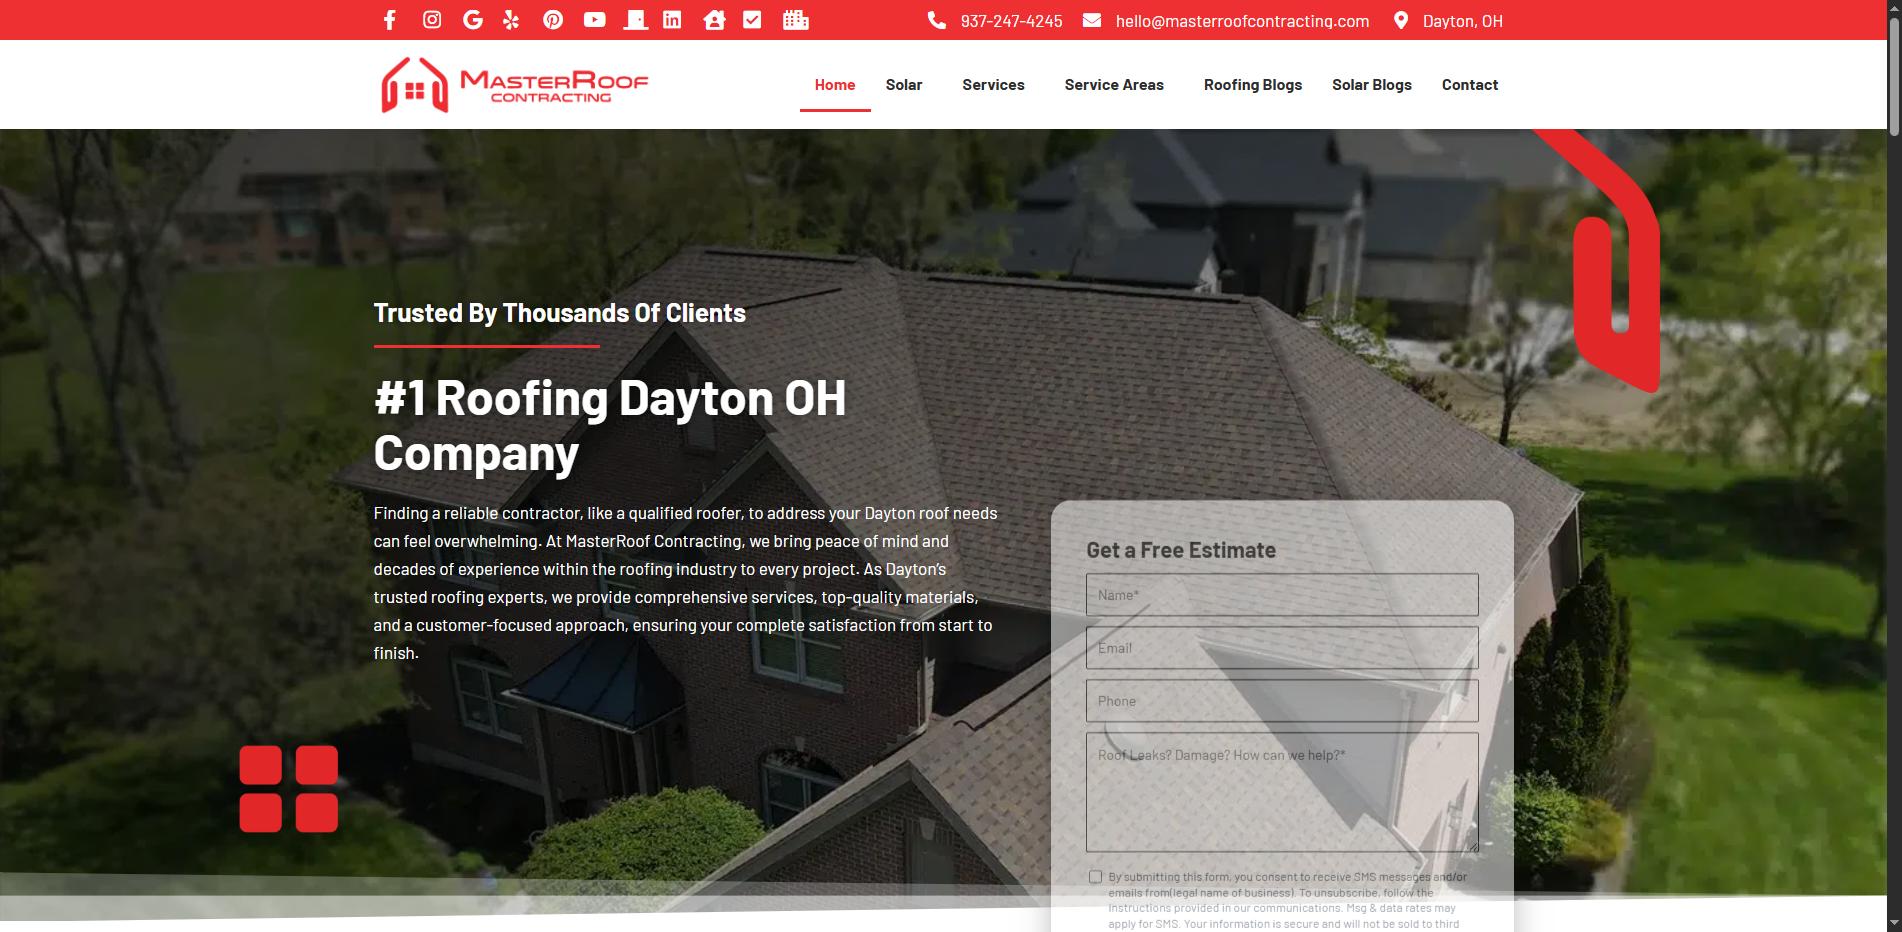 937-247-4245
hello@masterroofcontracting.com
Dayton, OH
MASTERROOF
CONTRACTING
Home
Solar
Services
Service Areas
Roofing Blogs
Solar Blogs
Contact
Trusted By Thousands Of Clients
#1 Roofing Dayton OH
Company
Finding a reliable contractor, like a qualified roofer, to address your Dayton roof needs
can feel overwhelming. At MasterRoof Contracting, we bring peace of mind and
decades of experience within the roofing industry to every project. As Dayton’s
trusted roofing experts, we provide comprehensive services, top-quality materials,
and a customer-focused approach, ensuring your complete satisfaction from start to
finish.
Get a Free Estimate
Name*
Email
Phone
Roof Leaks? Damage? How can we help?*
By submitting this form, you consent to receive SMS messages and/or
emails from(legal name of business). To unsubscribe, follow the
instructions provided in our communications. Msg & data rates may
apply for SMS. Your information is secure and will not be sold to third